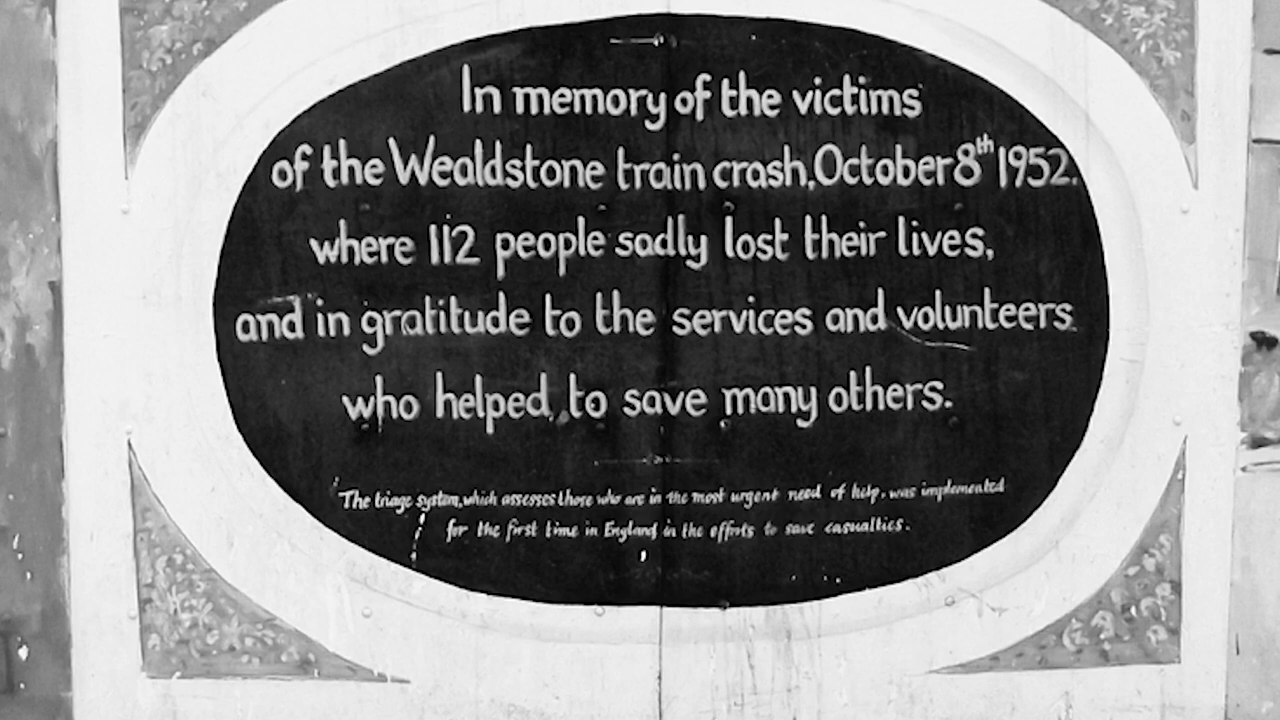 In memory of the victims
of the Wealdstone train crash, October 8th 1952.
where 112 people sadly lost their lives,
and in gratitude to the services and volunteers
who helped, to save many others.
The triage system, which assesses those who are in the most urgent need of help, was implemented
for the first time in England in the efforts to save casualties.